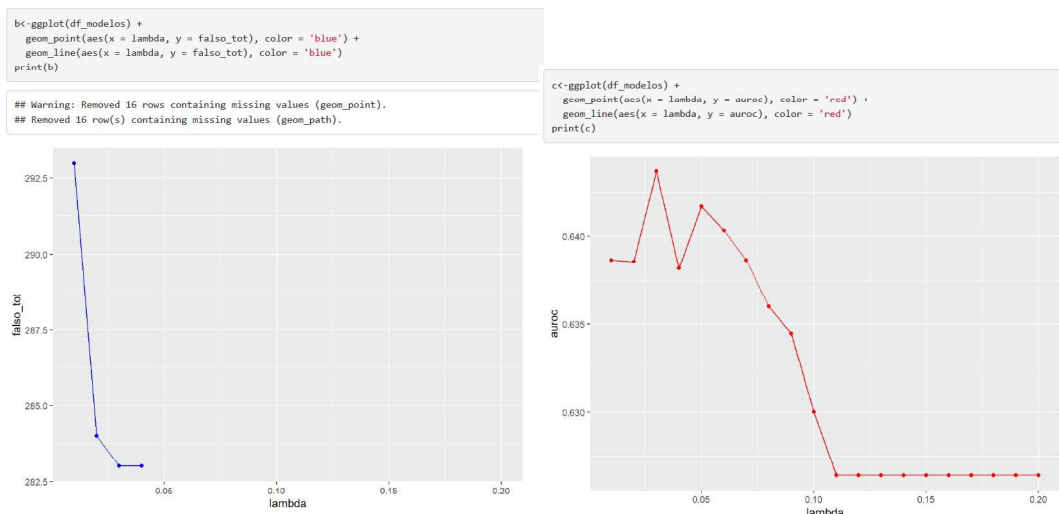 b<-ggplot(df_modelos) +
geom_point(aes(x = lambda, y = falso_tot), color = 'blue') +
geom_line(aes(x = lambda, y = falso_tot), color = 'blue')
print(b)
## Warning: Removed 16 rows containing missing values (geom_point).
## Removed 16 row(s) containing missing values (geom_path).
292.5
290.0
287.5
285.0
282.5
falso_tot
0.05
0.10
0.15
0.20
lambda
c<-ggplot(df_modelos) +
geom_point(aes(x = lambda, y = auroc), color = 'red') +
geom_line(aes(x = lambda, y = auroc), color = 'red')
print(c)
0.640
0.635
0.630
auroc
0.05
0.10
0.15
0.20
lambda